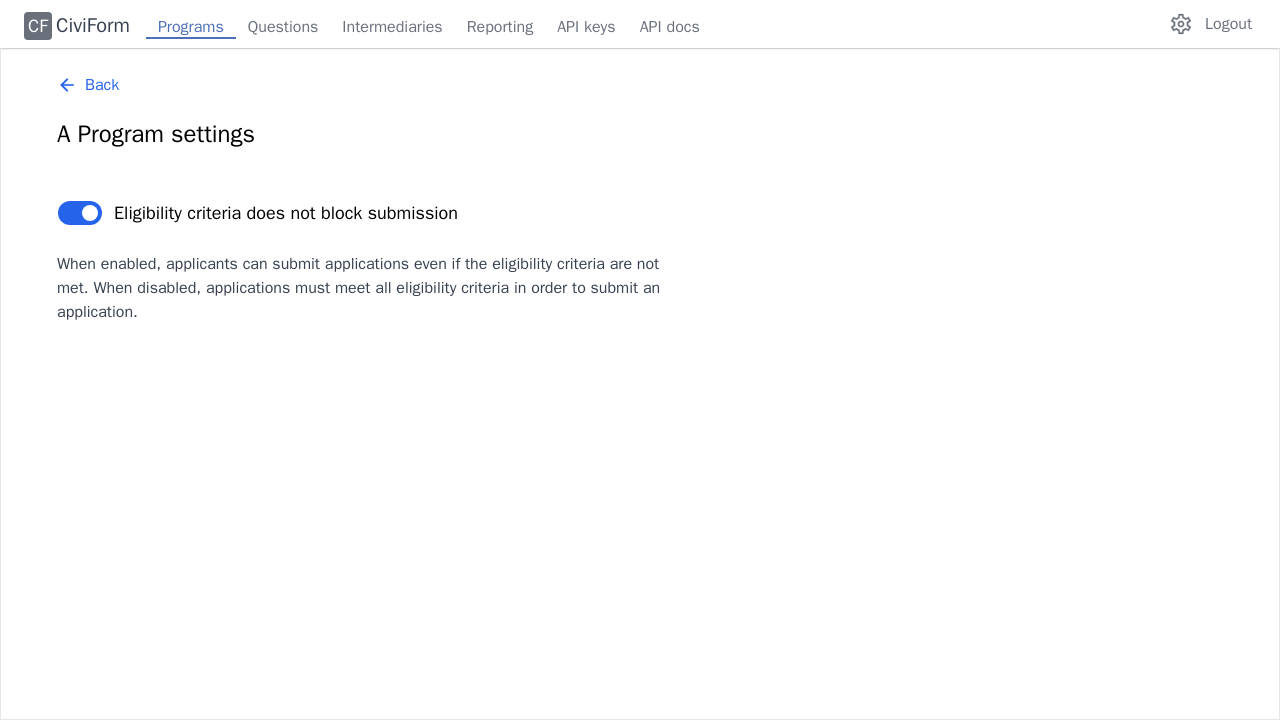 CF CiviForm Programs Questions Intermediaries Reporting API keys API docs Logout
Back
A Program settings
Eligibility criteria does not block submission
When enabled, applicants can submit applications even if the eligibility criteria are not
met. When disabled, applications must meet all eligibility criteria in order to submit an
application.